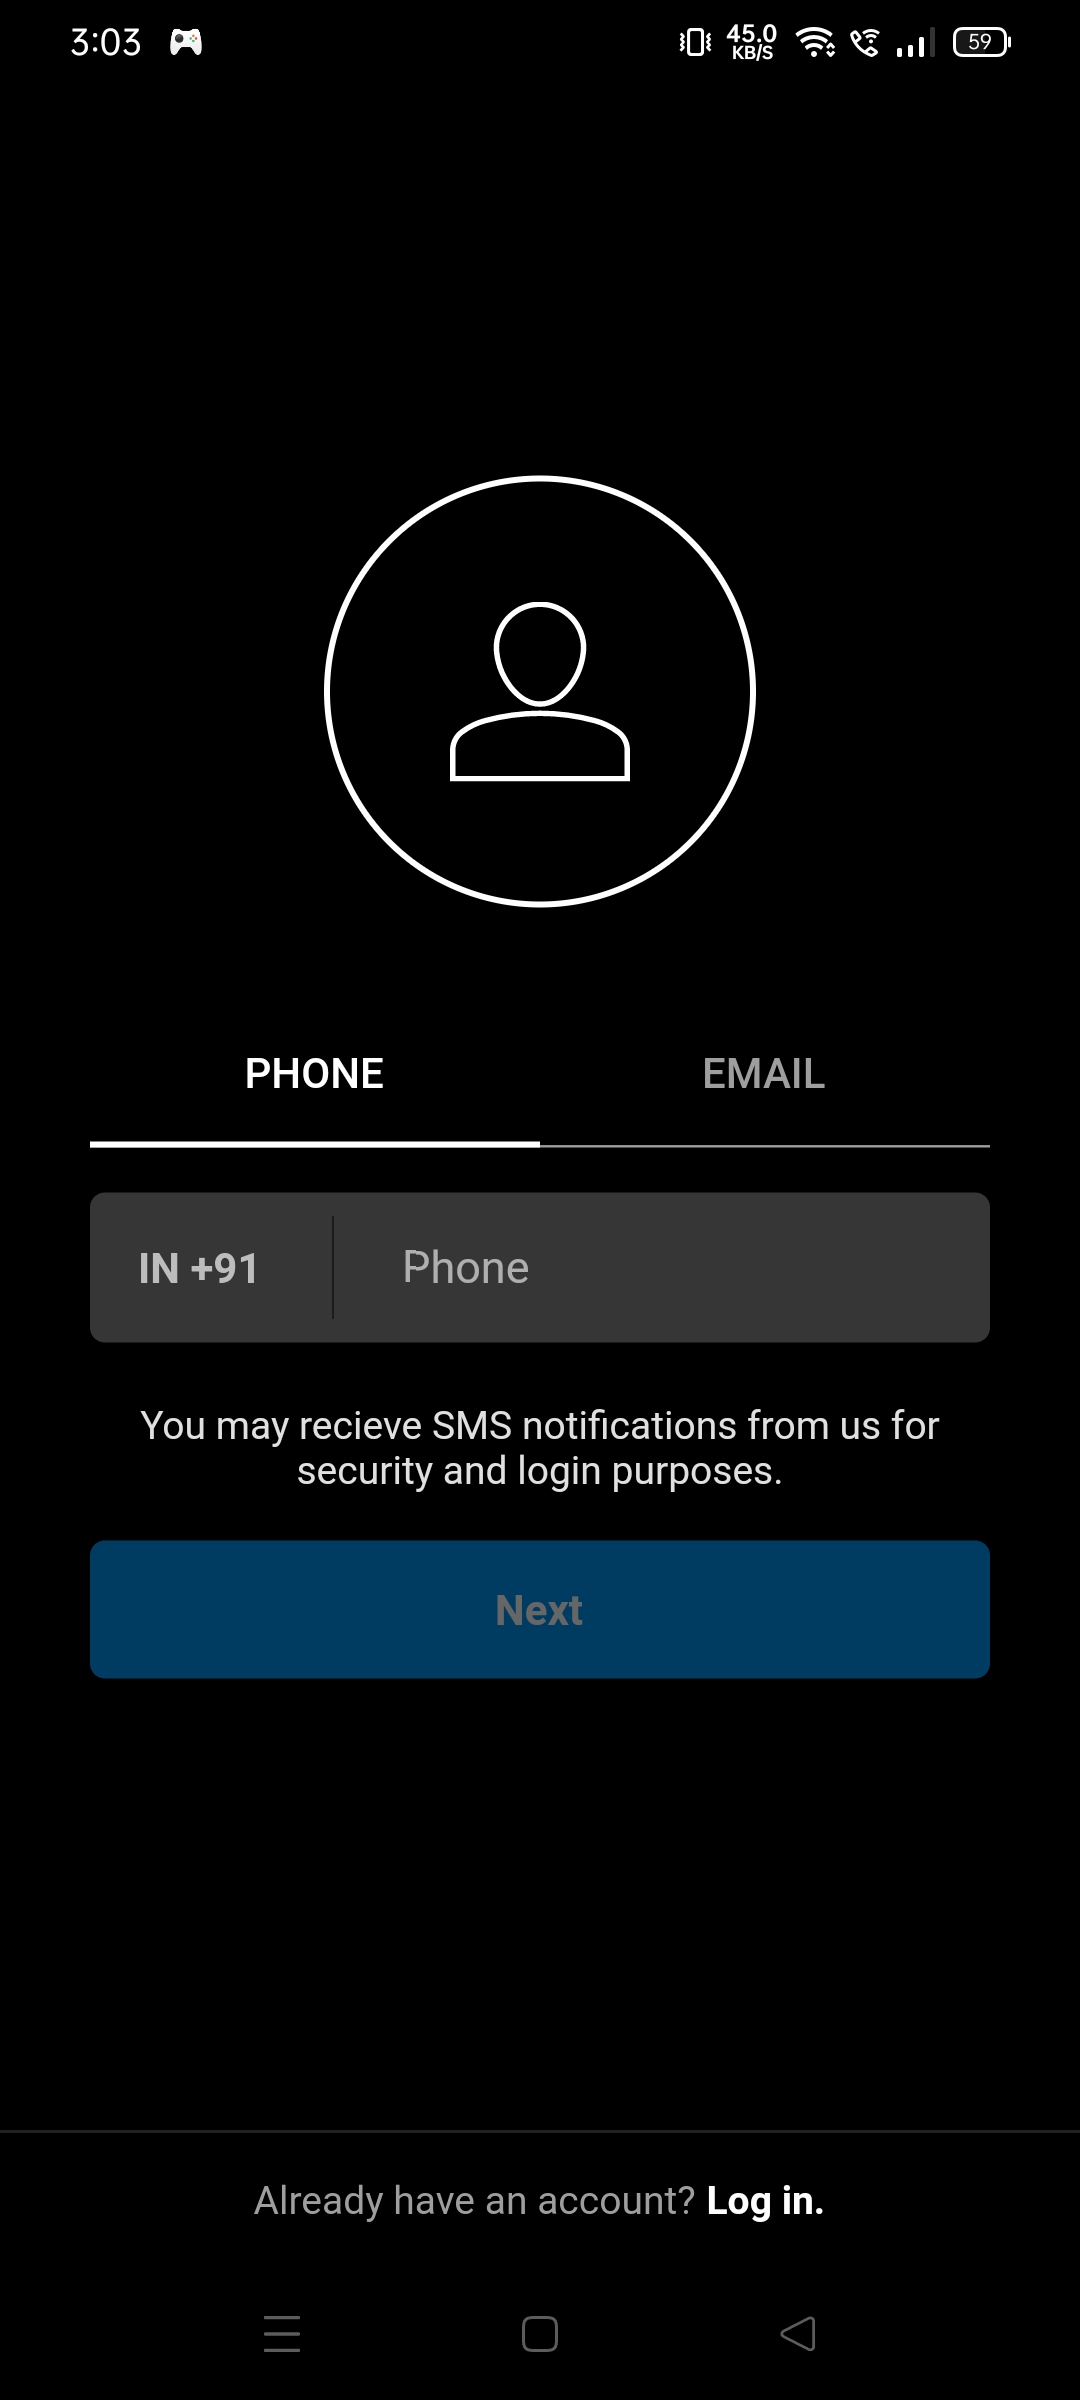 3:03
45.0
KB/S
59
PHONE
EMAIL
IN +91
Phone
You may recieve SMS notifications from us for
security and login purposes.
Next
Already have an account? Log in.